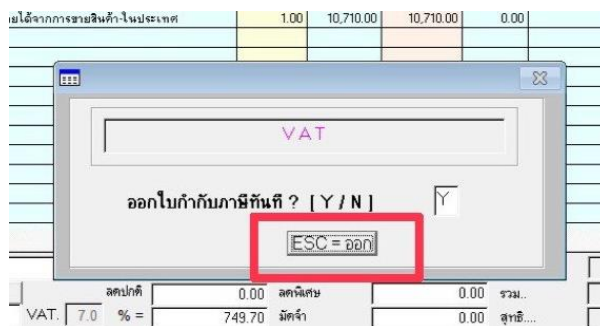 ายได้จากการขายสินค้า-ในประเทศ 1.00 10,710.00 10,710.00 0.00
VAT
ออกใบกำกับภาษีทันที ? [ Y / N ] Y
ESC = ออก
ลดปกติ 0.00 ลดพิเศษ 0.00 รวม..
VAT. 7.0 % = 749.70 มัดจำ 0.00 สุทธิ....